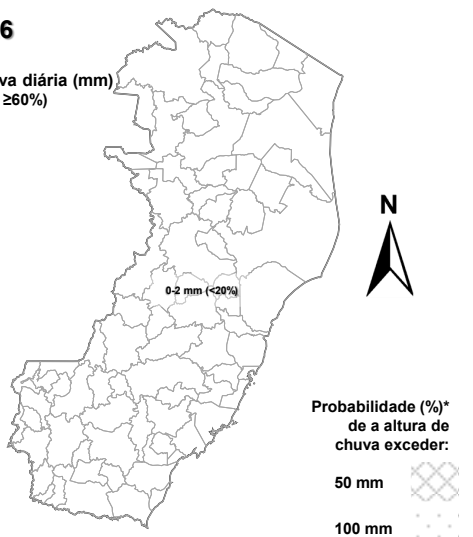 6
va diária (mm)
≥60%)
N
0-2 mm (<20%)
Probabilidade (%)*
de a altura de
chuva exceder:
50 mm
100 mm